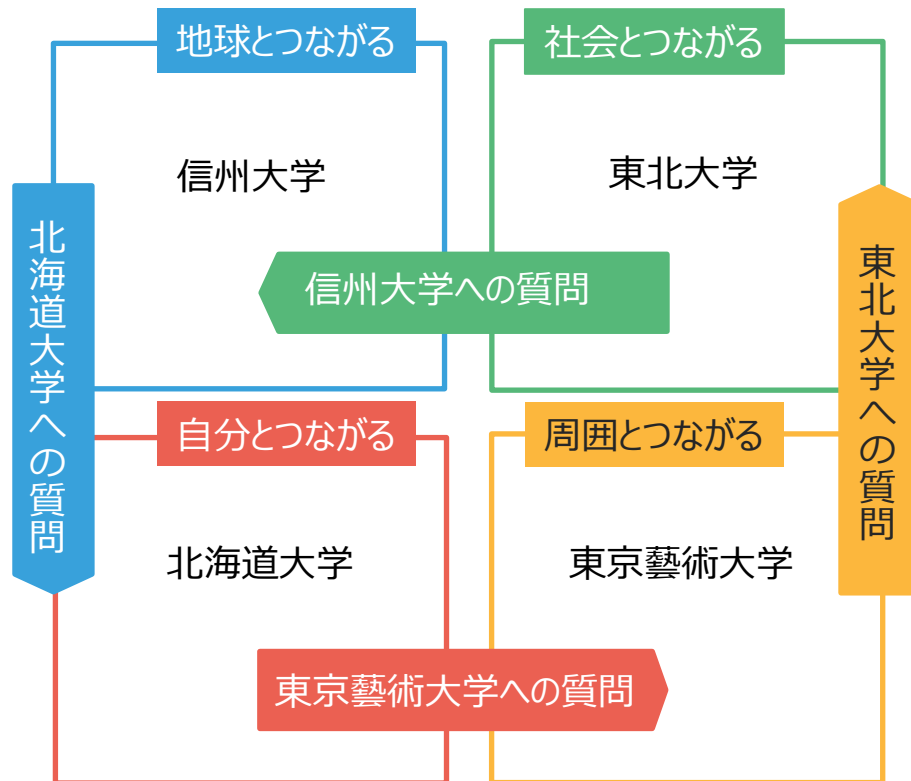 地球とつながる
社会とつながる
信州大学
東北大学
北海道大学への質問
信州大学への質問
東北大学への質問
自分とつながる
周囲とつながる
北海道大学
東京藝術大学
東京藝術大学への質問